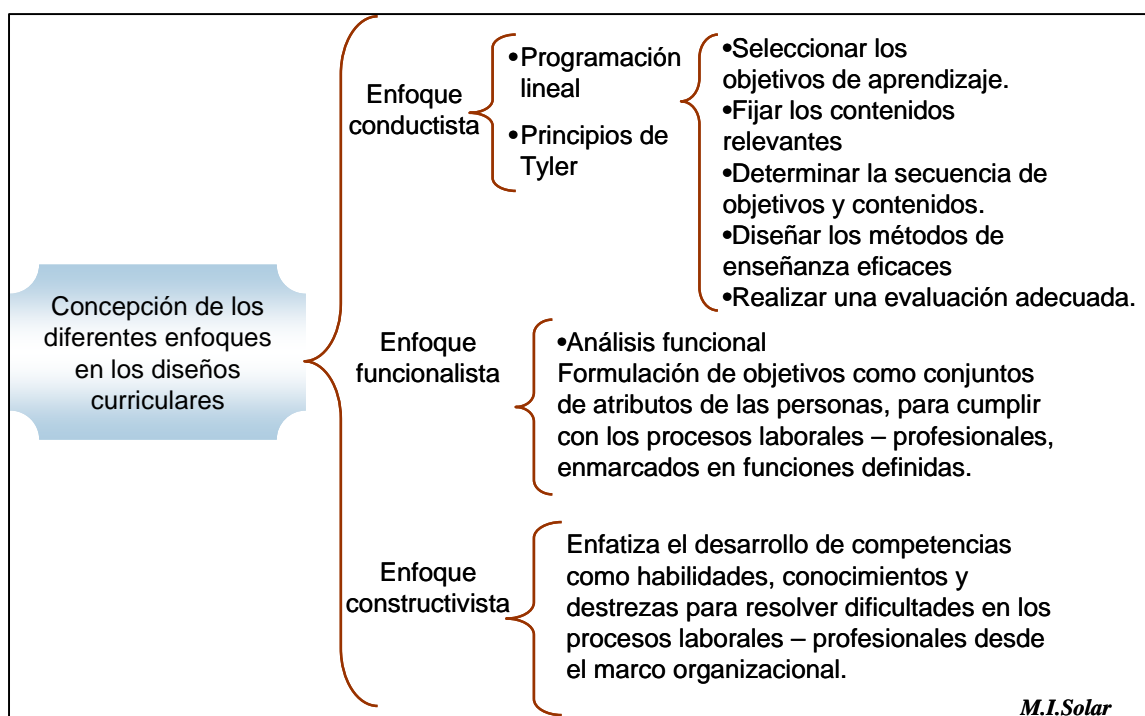 Concepción de los
diferentes enfoques
en los diseños
curriculares
Enfoque
conductista
•Programación
lineal
•Principios de
Tyler
•Seleccionar los
objetivos de aprendizaje.
•Fijar los contenidos
relevantes
•Determinar la secuencia de
objetivos y contenidos.
•Diseñar los métodos de
enseñanza eficaces
•Realizar una evaluación adecuada.
Enfoque
funcionalista
•Análisis funcional
Formulación de objetivos como conjuntos
de atributos de las personas, para cumplir
con los procesos laborales – profesionales,
enmarcados en funciones definidas.
Enfoque
constructivista
Enfatiza el desarrollo de competencias
como habilidades, conocimientos y
destrezas para resolver dificultades en los
procesos laborales – profesionales desde
el marco organizacional.
M.I.Solar